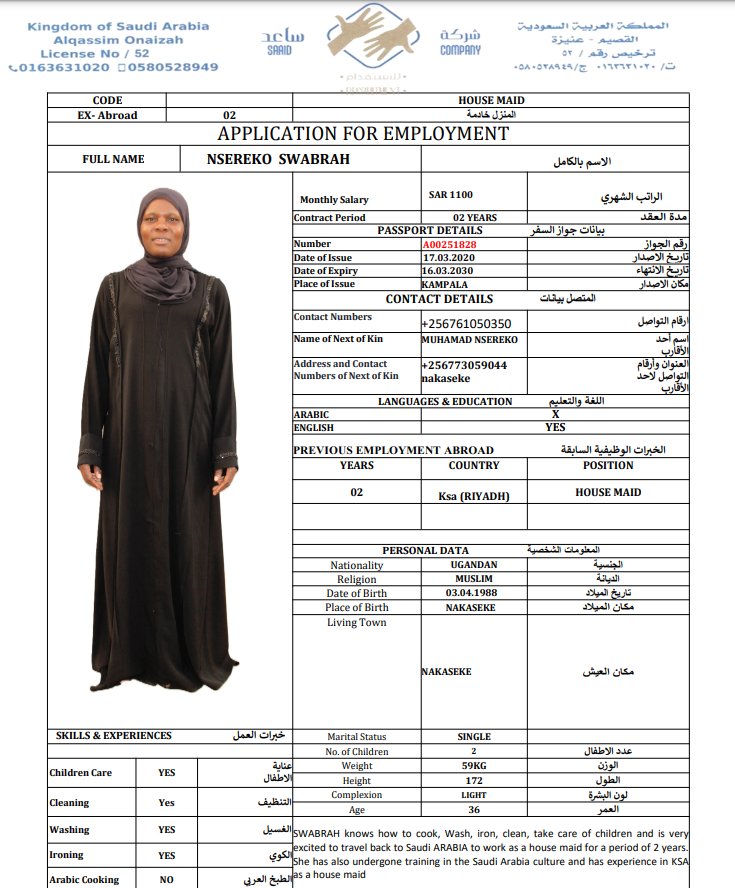 Kingdom of Saudi Arabia
Alqassim Onaizah
License No / 52
0163631020 0580528949
ساعد
SAAID
شركة
COMPANY
للاستقدام
RECRUITMENT
المملكة العربية السعودية
القصيم - عنيزة
ترخيص رقم / ٥٢
ت/ ٠١٦٣٦٣١٠٢٠ ج/ ٠٥٨٠٥٢٨٩٤٩
CODE HOUSE MAID
EX- Abroad 02 المنزل خادمة
APPLICATION FOR EMPLOYMENT
FULL NAME NSEREKO SWABRAH الاسم بالكامل
Monthly Salary SAR 1100 الراتب الشهري
Contract Period 02 YEARS مدة العقد
PASSPORT DETAILS بيانات جواز السفر
Number A00251828 رقم الجواز
Date of Issue 17.03.2020 تاريخ الاصدار
Date of Expiry 16.03.2030 تاريخ الانتهاء
Place of Issue KAMPALA مكان الاصدار
CONTACT DETAILS المتصل بيانات
Contact Numbers +256761050350 ارقام التواصل
Name of Next of Kin MUHAMAD NSEREKO اسم أحد
الأقارب
Address and Contact +256773059044 العنوان وأرقام
Numbers of Next of Kin nakaseke التواصل لاحد
الأقارب
LANGUAGES & EDUCATION اللغة والتعليم
ARABIC X
ENGLISH YES
PREVIOUS EMPLOYMENT ABROAD الخبرات الوظيفية السابقة
YEARS COUNTRY POSITION
02 Ksa (RIYADH) HOUSE MAID
PERSONAL DATA المعلومات الشخصية
Nationality UGANDAN الجنسية
Religion MUSLIM الديانة
Date of Birth 03.04.1988 تاريخ الميلاد
Place of Birth NAKASEKE مكان الميلاد
Living Town
NAKASEKE مكان العيش
SKILLS & EXPERIENCES خبرات العمل
Marital Status SINGLE
No. of Children 2 عدد الاطفال
Weight 59KG الوزن
Height 172 الطول
Complexion LIGHT لون البشرة
Age 36 العمر
Children Care YES عناية
الاطفال
Cleaning Yes التنظيف
Washing YES الغسيل
Ironing YES الكوي
Arabic Cooking NO الطبخ العربي
SWABRAH knows how to cook, Wash, iron, clean, take care of children and is very
excited to travel back to Saudi ARABIA to work as a house maid for a period of 2 years.
She has also undergone training in the Saudi Arabia culture and has experience in KSA
as a house maid